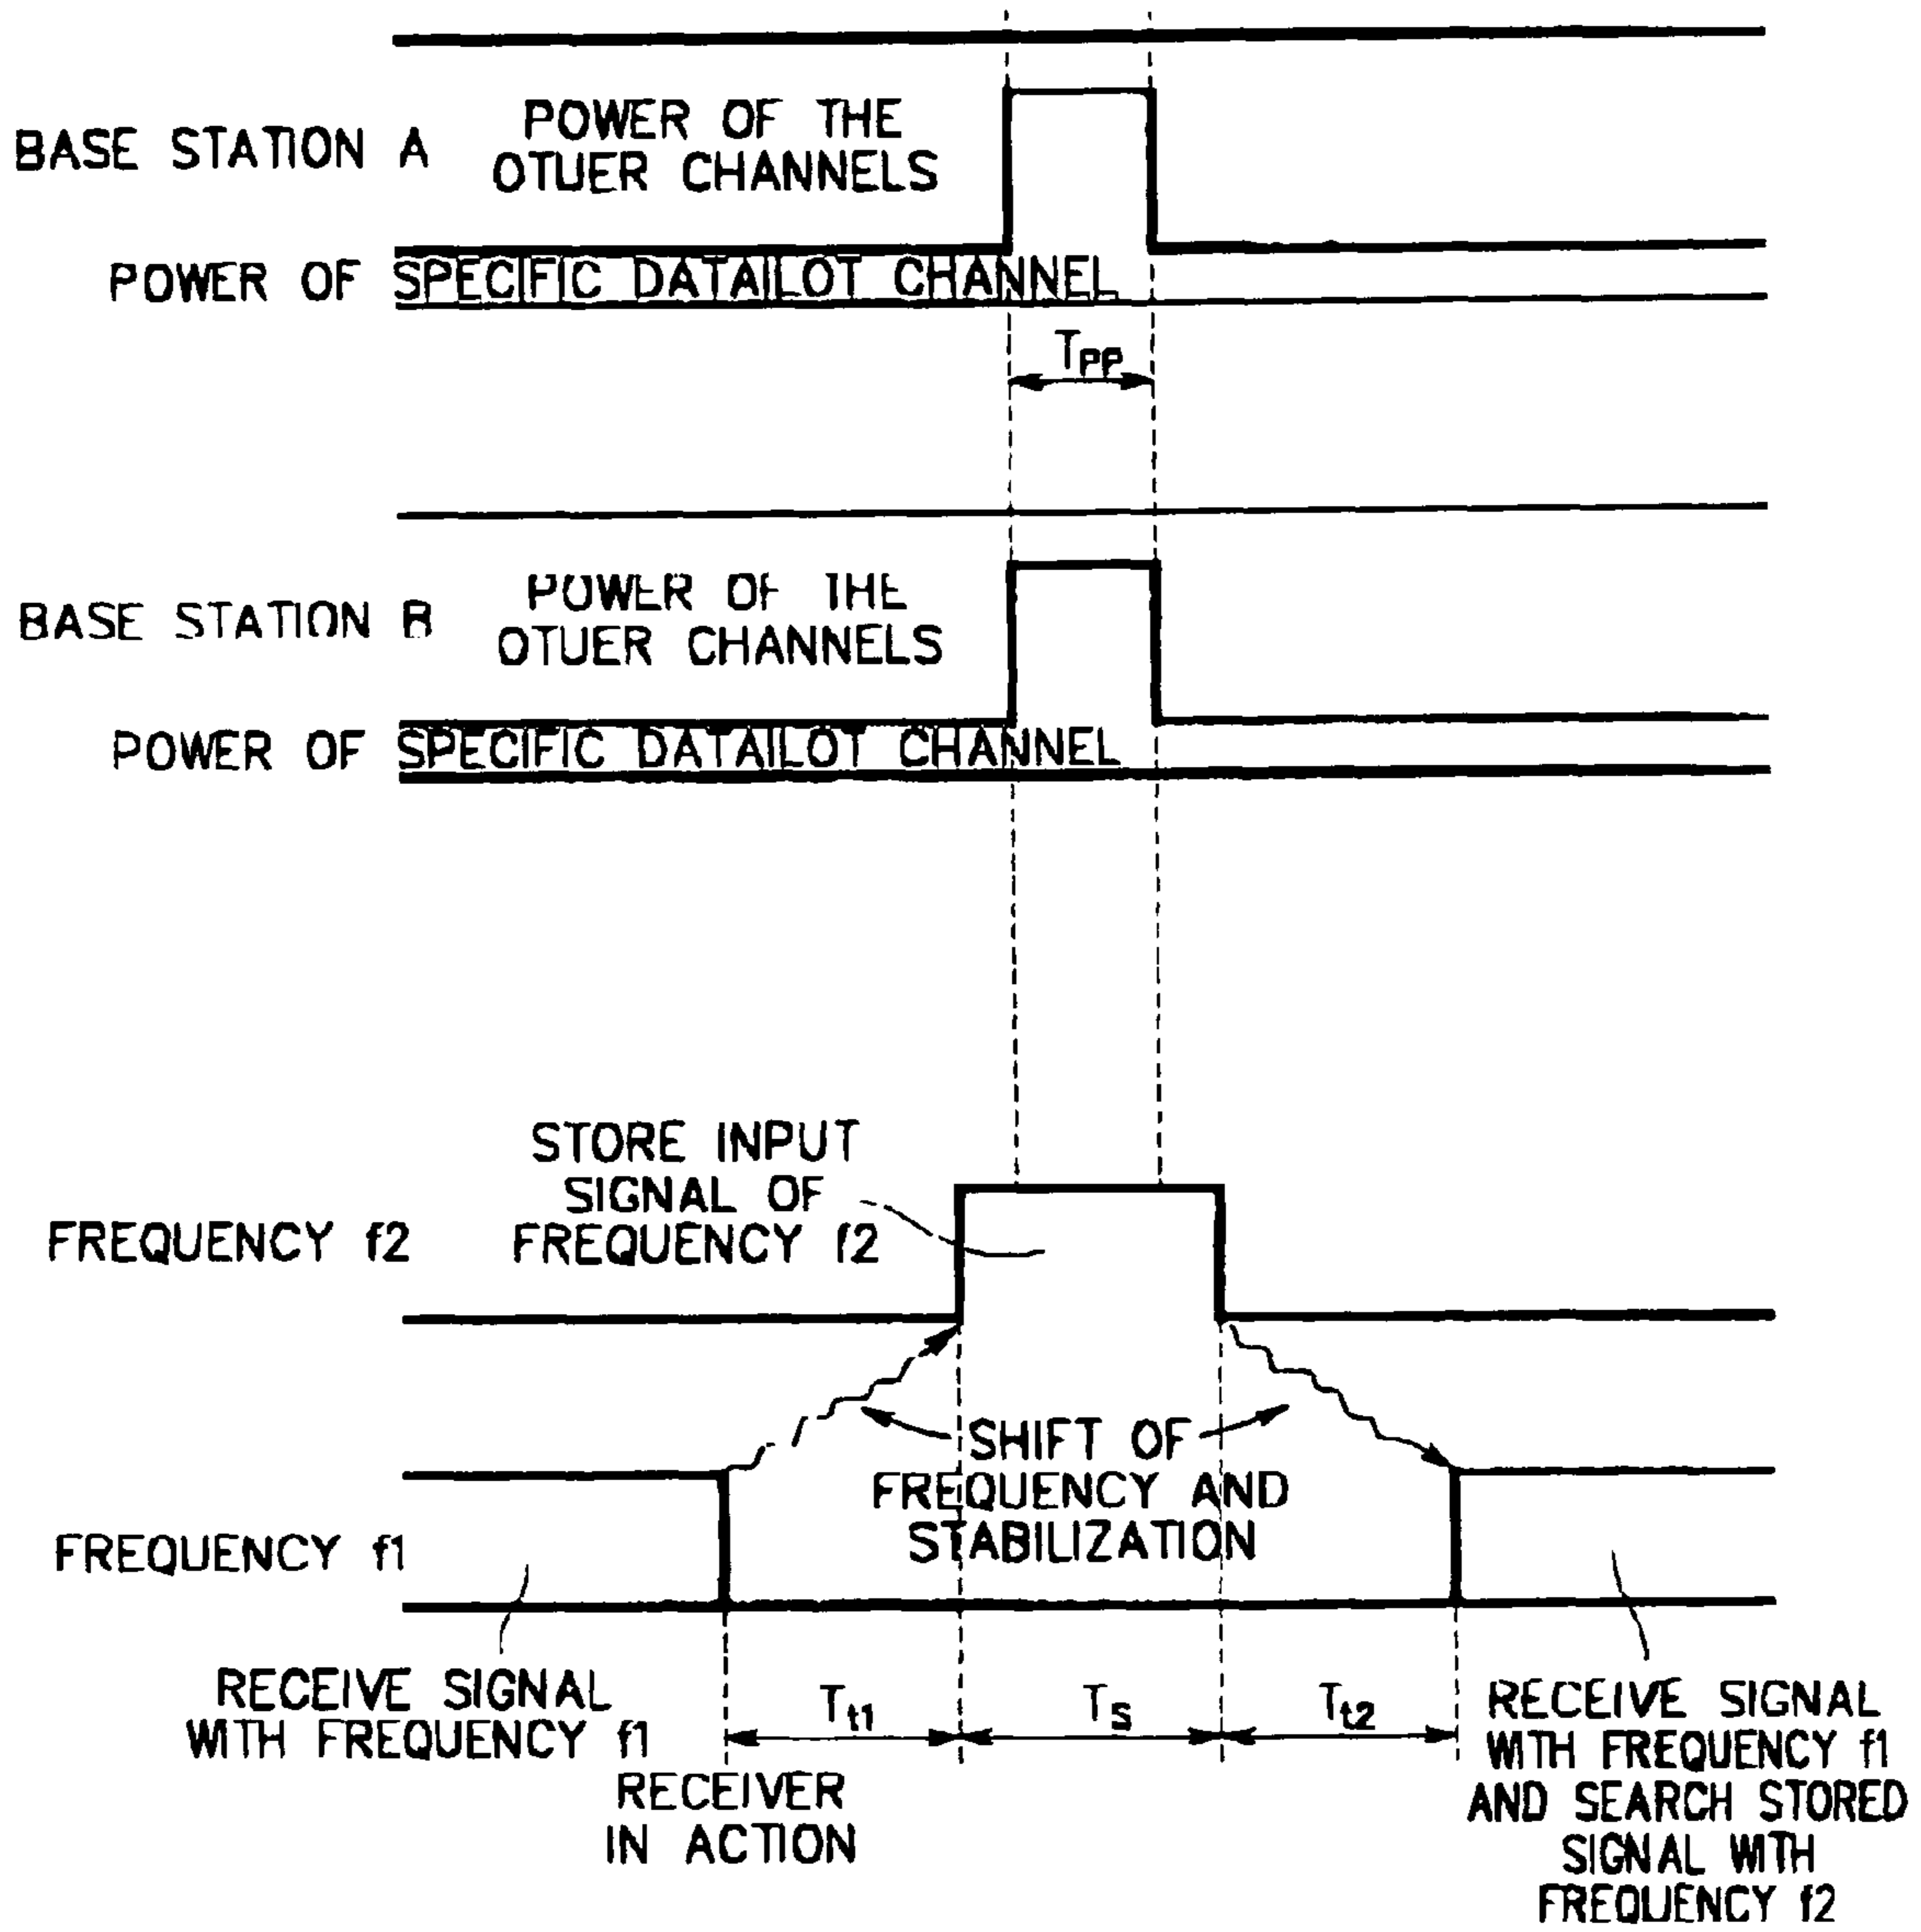 BASE STATION A
POWER OF THE
OTUER CHANNELS
POWER OF SPECIFIC DATAILOT CHANNEL
TPP
BASE STATION B
POWER OF THE
OTUER CHANNELS
POWER OF SPECIFIC DATAILOT CHANNEL
STORE INPUT
SIGNAL OF
FREQUENCY f2
FREQUENCY f2
SHIFT OF
FREQUENCY AND
STABILIZATION
FREQUENCY f1
RECEIVE SIGNAL
WITH FREQUENCY f1
Tt1
TS
Tt2
RECEIVER
IN ACTION
RECEIVE SIGNAL
WITH FREQUENCY f1
AND SEARCH STORED
SIGNAL WITH
FREQUENCY f2